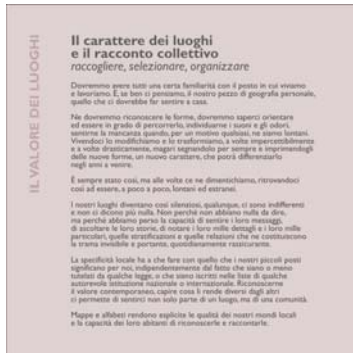 IL VALORE DEI LUOGHI
Il carattere dei luoghi
e il racconto collettivo
raccogliere, selezionare, organizzare
Dovremmo avere tutti una certa familiarità con il posto in cui viviamo
e lavoriamo. È, se ben ci pensiamo, il nostro pezzo di geografia personale,
quello che ci dovrebbe far sentire a casa.
Ne dovremmo riconoscere le forme, dovremmo saperci orientare
ed essere in grado di percorrerlo, individuarne i suoni e gli odori,
sentirne la mancanza quando, per un motivo qualsiasi, ne siamo lontani.
Vivendoci lo modifichiamo e lo trasformiamo, a volte impercettibilmente
e a volte drasticamente, magari segnandolo per sempre e imprimendogli
delle nuove forme, un nuovo carattere, che potrà differenziarlo
negli anni a venire.
È sempre stato così, ma alle volte ce ne dimentichiamo, ritrovandoci
così ad essere, a poco a poco, lontani ed estranei.
I nostri luoghi diventano così silenziosi, qualunque, ci sono indifferenti
e non ci dicono più nulla. Non perché non abbiano nulla da dire,
ma perché abbiamo perso la capacità di sentire i loro messaggi,
di ascoltare le loro storie, di notare i loro mille dettagli e i loro mille
particolari, quelle stratificazioni e quelle relazioni che ne costituiscono
la trama invisibile e portante, quotidianamente rassicurante.
La specificità locale ha a che fare con quello che i nostri piccoli posti
significano per noi, indipendentemente dal fatto che siano o meno
tutelati da qualche legge, o che siano iscritti nelle liste di qualche
autorevole istituzione nazionale o internazionale. Riconoscerne
il valore contemporaneo, capire cosa li rende diversi dagli altri
ci permette di sentirci non solo parte di un luogo, ma di una comunità.
Mappe e alfabeti rendono esplicite le qualità dei nostri mondi locali
e la capacità dei loro abitanti di riconoscerle e raccontarle.